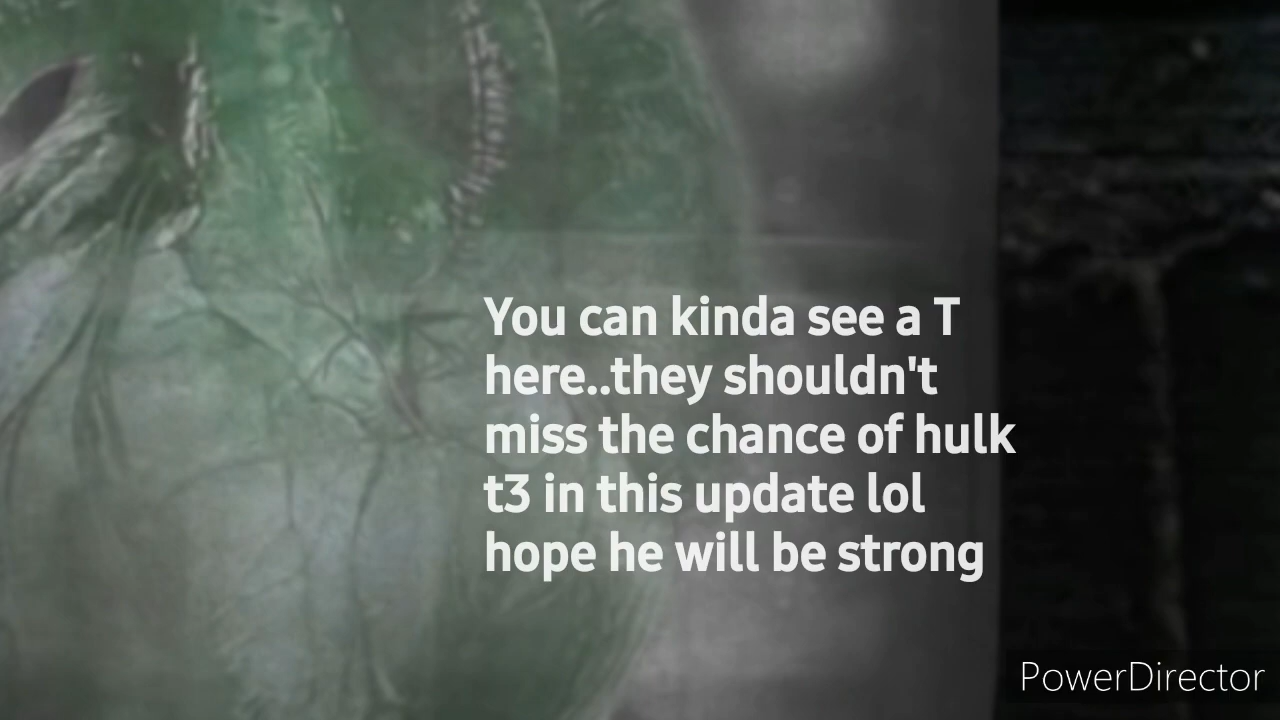 You can kinda see a T
here..they shouldn't
miss the chance of hulk
t3 in this update lol
hope he will be strong
PowerDirector